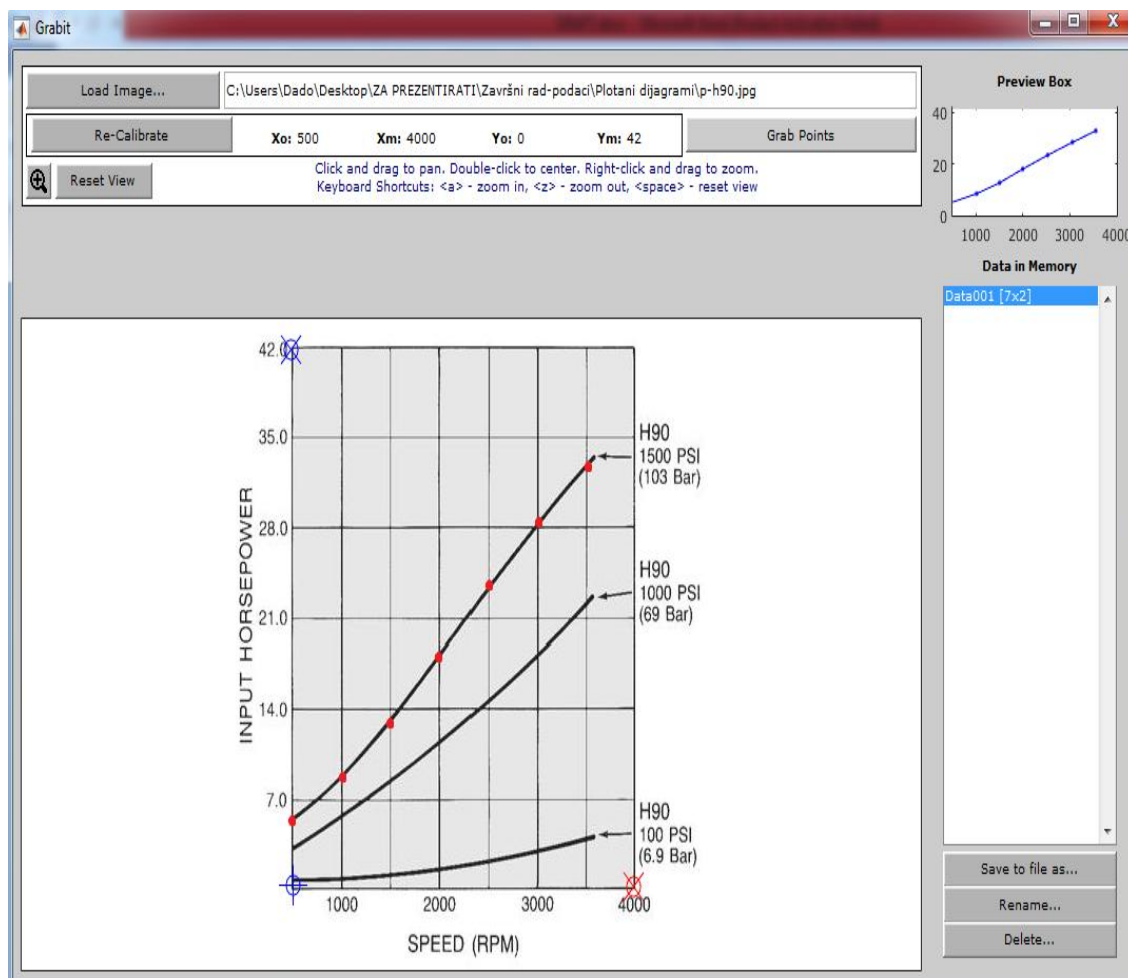 Grabit
Load Image...
C:\Users\Dado\Desktop\ZA PREZENTIRATI\Završni rad-podaci\Plotani dijagrami\p-h90.jpg
Re-Calibrate
Xo: 500
Xm: 4000
Yo: 0
Ym: 42
Grab Points
Reset View
Click and drag to pan. Double-click to center. Right-click and drag to zoom.
Keyboard Shortcuts: <a> - zoom in, <z> - zoom out, <space> - reset view
Preview Box
40
20
0
1000 2000 3000 4000
Data in Memory
Data001 [7x2]
42.0
35.0
28.0
21.0
14.0
7.0
INPUT HORSEPOWER
H90
1500 PSI
(103 Bar)
H90
1000 PSI
(69 Bar)
H90
100 PSI
(6.9 Bar)
1000 2000 3000 4000
SPEED (RPM)
Save to file as...
Rename...
Delete...